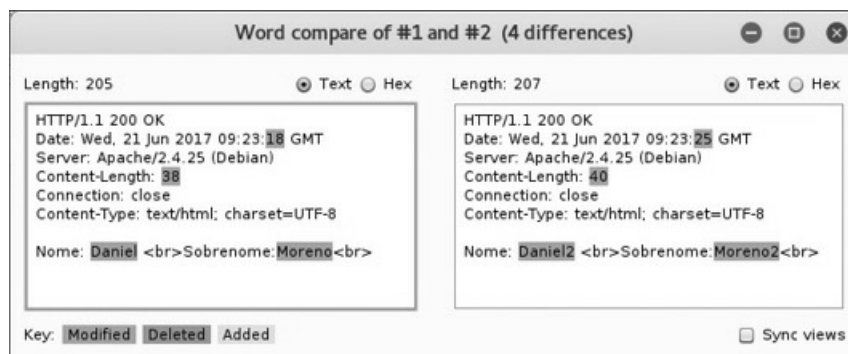 Word compare of #1 and #2 (4 differences)
Length: 205 Text Hex
HTTP/1.1 200 OK
Date: Wed, 21 Jun 2017 09:23:18 GMT
Server: Apache/2.4.25 (Debian)
Content-Length: 38
Connection: close
Content-Type: text/html; charset=UTF-8
Nome: Daniel <br>Sobrenome:Moreno<br>
Length: 207 Text Hex
HTTP/1.1 200 OK
Date: Wed, 21 Jun 2017 09:23:25 GMT
Server: Apache/2.4.25 (Debian)
Content-Length: 40
Connection: close
Content-Type: text/html; charset=UTF-8
Nome: Daniel2 <br>Sobrenome:Moreno2<br>
Key: Modified Deleted Added
Sync views